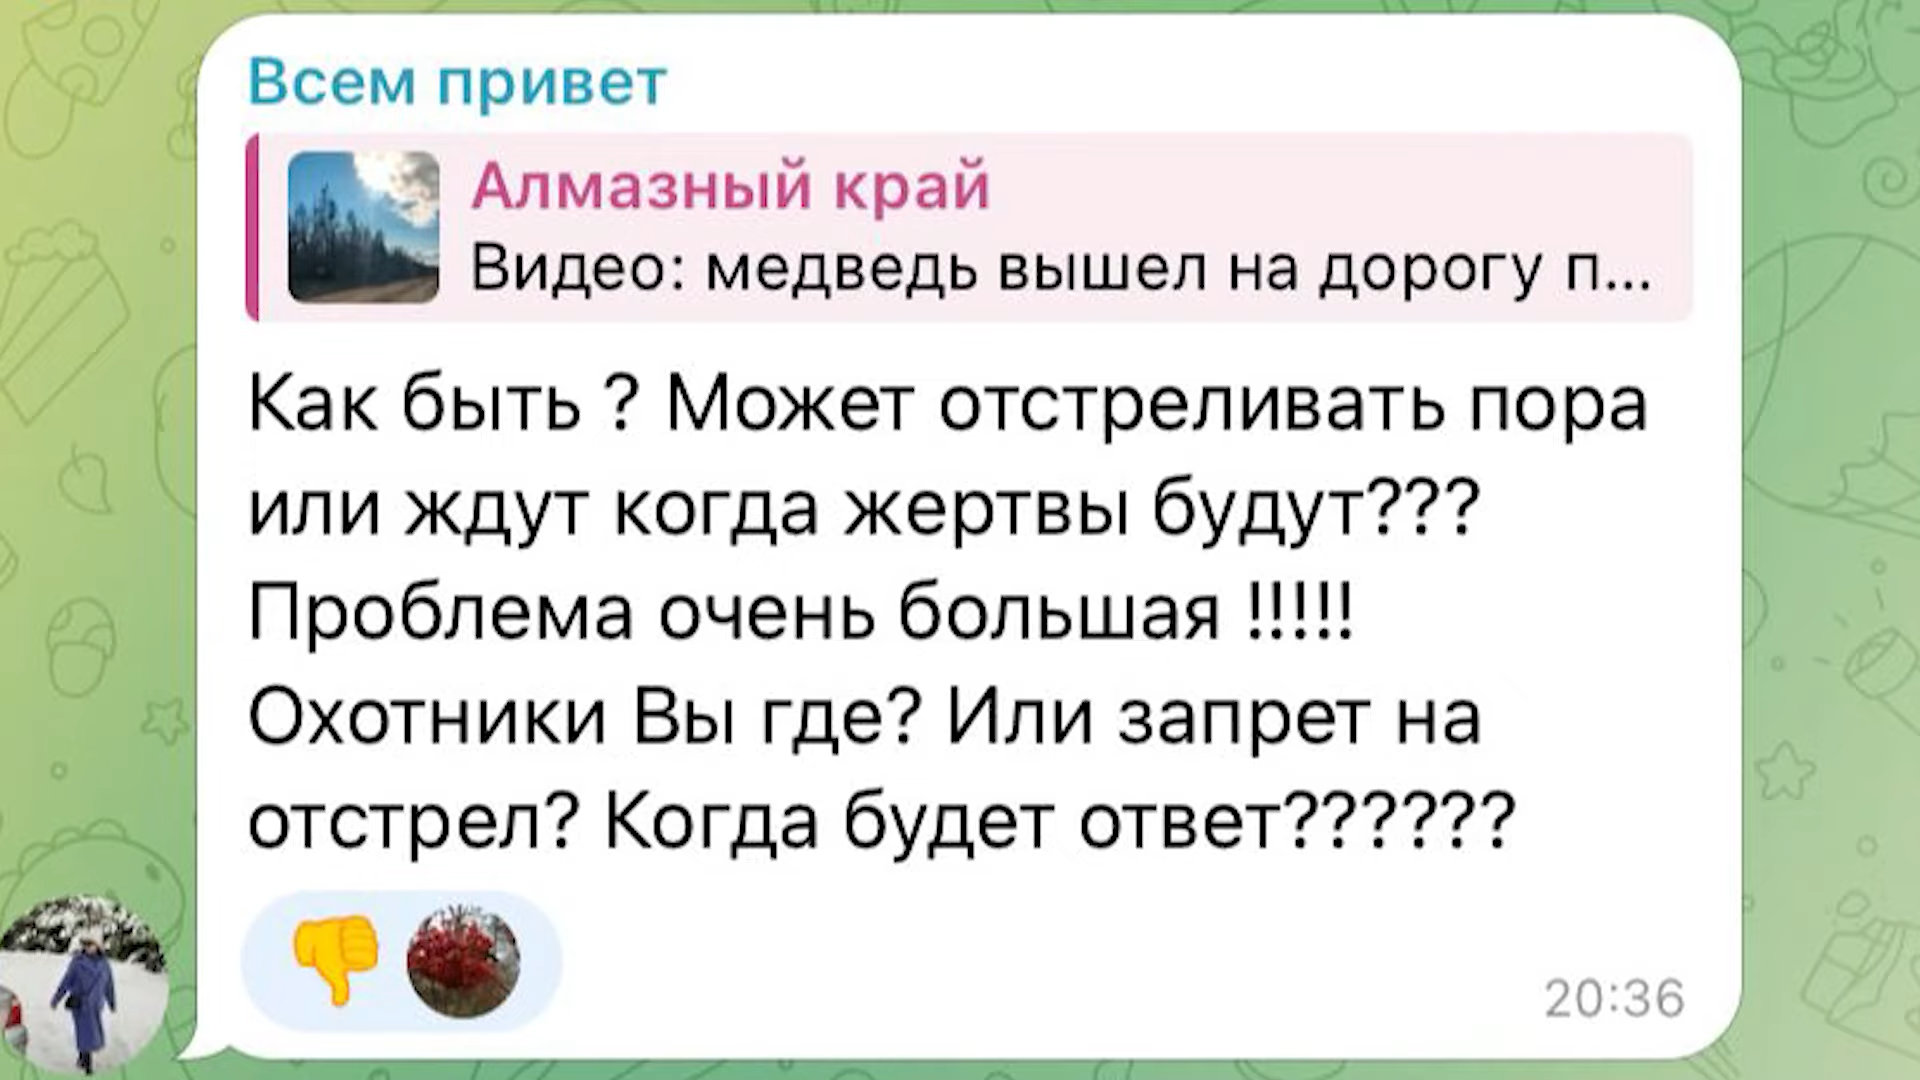 Всем привет
Алмазный край
Видео: медведь вышел на дорогу п...
Как быть ? Может отстреливать пора
или ждут когда жертвы будут???
Проблема очень большая !!!!!
Охотники Вы где? Или запрет на
отстрел? Когда будет ответ??????
20:36